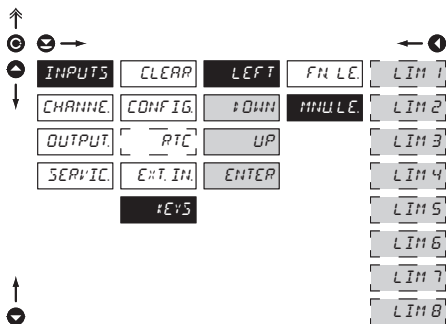 INPUTS CLEAR LEFT FN. LE. LIM 1
CHANNE. CONFIG. DOWN MNU.LE. LIM 2
OUTPUT. RTC UP LIM 3
SERVIC. EXT. IN. ENTER LIM 4
KEYS LIM 5
LIM 6
LIM 7
LIM 8